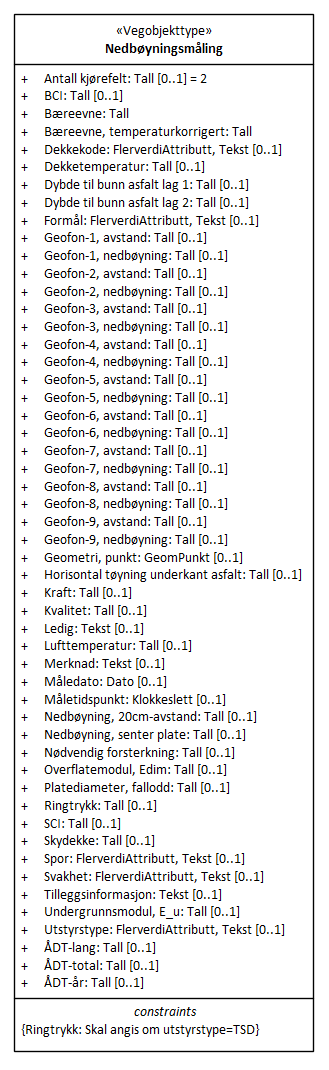 «Vegobjekttype»
Nedbøyningsmåling
+ Antall kjørefelt: Tall [0..1] = 2
+ BCI: Tall [0..1]
+ Bæreevne: Tall
+ Bæreevne, temperaturkorrigert: Tall
+ Dekkekode: FlerverdiAttributt, Tekst [0..1]
+ Dekketemperatur: Tall [0..1]
+ Dybde til bunn asfalt lag 1: Tall [0..1]
+ Dybde til bunn asfalt lag 2: Tall [0..1]
+ Formål: FlerverdiAttributt, Tekst [0..1]
+ Geofon-1, avstand: Tall [0..1]
+ Geofon-1, nedbøyning: Tall [0..1]
+ Geofon-2, avstand: Tall [0..1]
+ Geofon-2, nedbøyning: Tall [0..1]
+ Geofon-3, avstand: Tall [0..1]
+ Geofon-3, nedbøyning: Tall [0..1]
+ Geofon-4, avstand: Tall [0..1]
+ Geofon-4, nedbøyning: Tall [0..1]
+ Geofon-5, avstand: Tall [0..1]
+ Geofon-5, nedbøyning: Tall [0..1]
+ Geofon-6, avstand: Tall [0..1]
+ Geofon-6, nedbøyning: Tall [0..1]
+ Geofon-7, avstand: Tall [0..1]
+ Geofon-7, nedbøyning: Tall [0..1]
+ Geofon-8, avstand: Tall [0..1]
+ Geofon-8, nedbøyning: Tall [0..1]
+ Geofon-9, avstand: Tall [0..1]
+ Geofon-9, nedbøyning: Tall [0..1]
+ Geometri, punkt: GeomPunkt [0..1]
+ Horisontal tøyning underkant asfalt: Tall [0..1]
+ Kraft: Tall [0..1]
+ Kvalitet: Tall [0..1]
+ Ledig: Tekst [0..1]
+ Lufttemperatur: Tall [0..1]
+ Merknad: Tekst [0..1]
+ Måledato: Dato [0..1]
+ Måletidspunkt: Klokkeslett [0..1]
+ Nedbøyning, 20cm-avstand: Tall [0..1]
+ Nedbøyning, senter plate: Tall [0..1]
+ Nødvendig forsterkning: Tall [0..1]
+ Overflatemodul, Edim: Tall [0..1]
+ Platediameter, fallodd: Tall [0..1]
+ Ringtrykk: Tall [0..1]
+ SCI: Tall [0..1]
+ Skydekke: Tall [0..1]
+ Spor: FlerverdiAttributt, Tekst [0..1]
+ Svakhet: FlerverdiAttributt, Tekst [0..1]
+ Tilleggsinformasjon: Tekst [0..1]
+ Undergrunnsmodul, E_u: Tall [0..1]
+ Utstyrstype: FlerverdiAttributt, Tekst [0..1]
+ ÅDT-lang: Tall [0..1]
+ ÅDT-total: Tall [0..1]
+ ÅDT-år: Tall [0..1]
constraints
{Ringtrykk: Skal angis om utstyrstype=TSD}